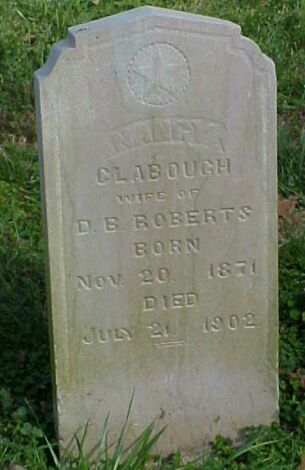 NANCY
CLABOUGH
WIFE OF
D. B. ROBERTS
BORN
NOV. 20. 1871
DIED
JULY 21. 1902.